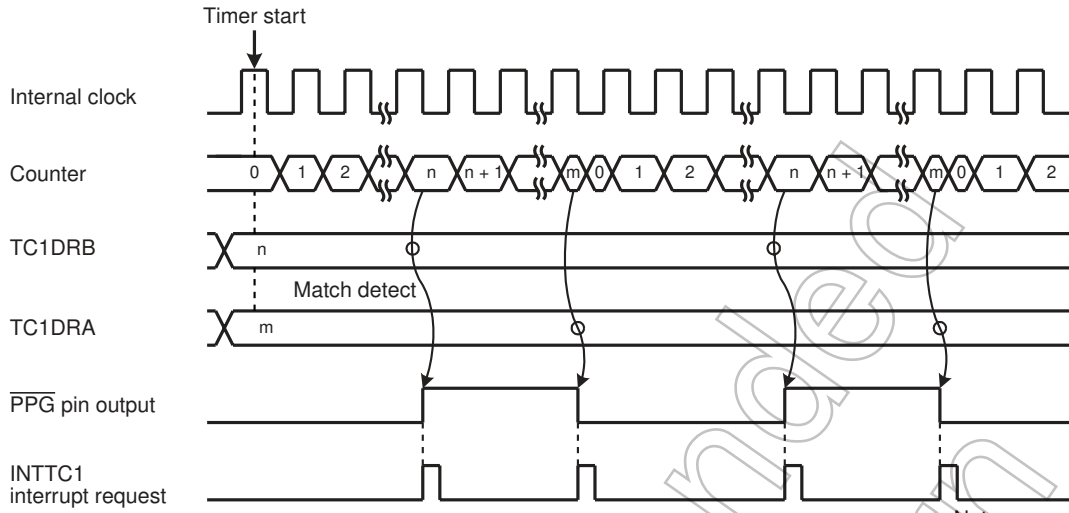 Timer start
Internal clock
Counter
0 1 2 n n + 1 m 0 1 2 n n + 1 m 0 1 2
TC1DRB
n
Match detect
TC1DRA
m
PPG pin output
INTTC1
interrupt request